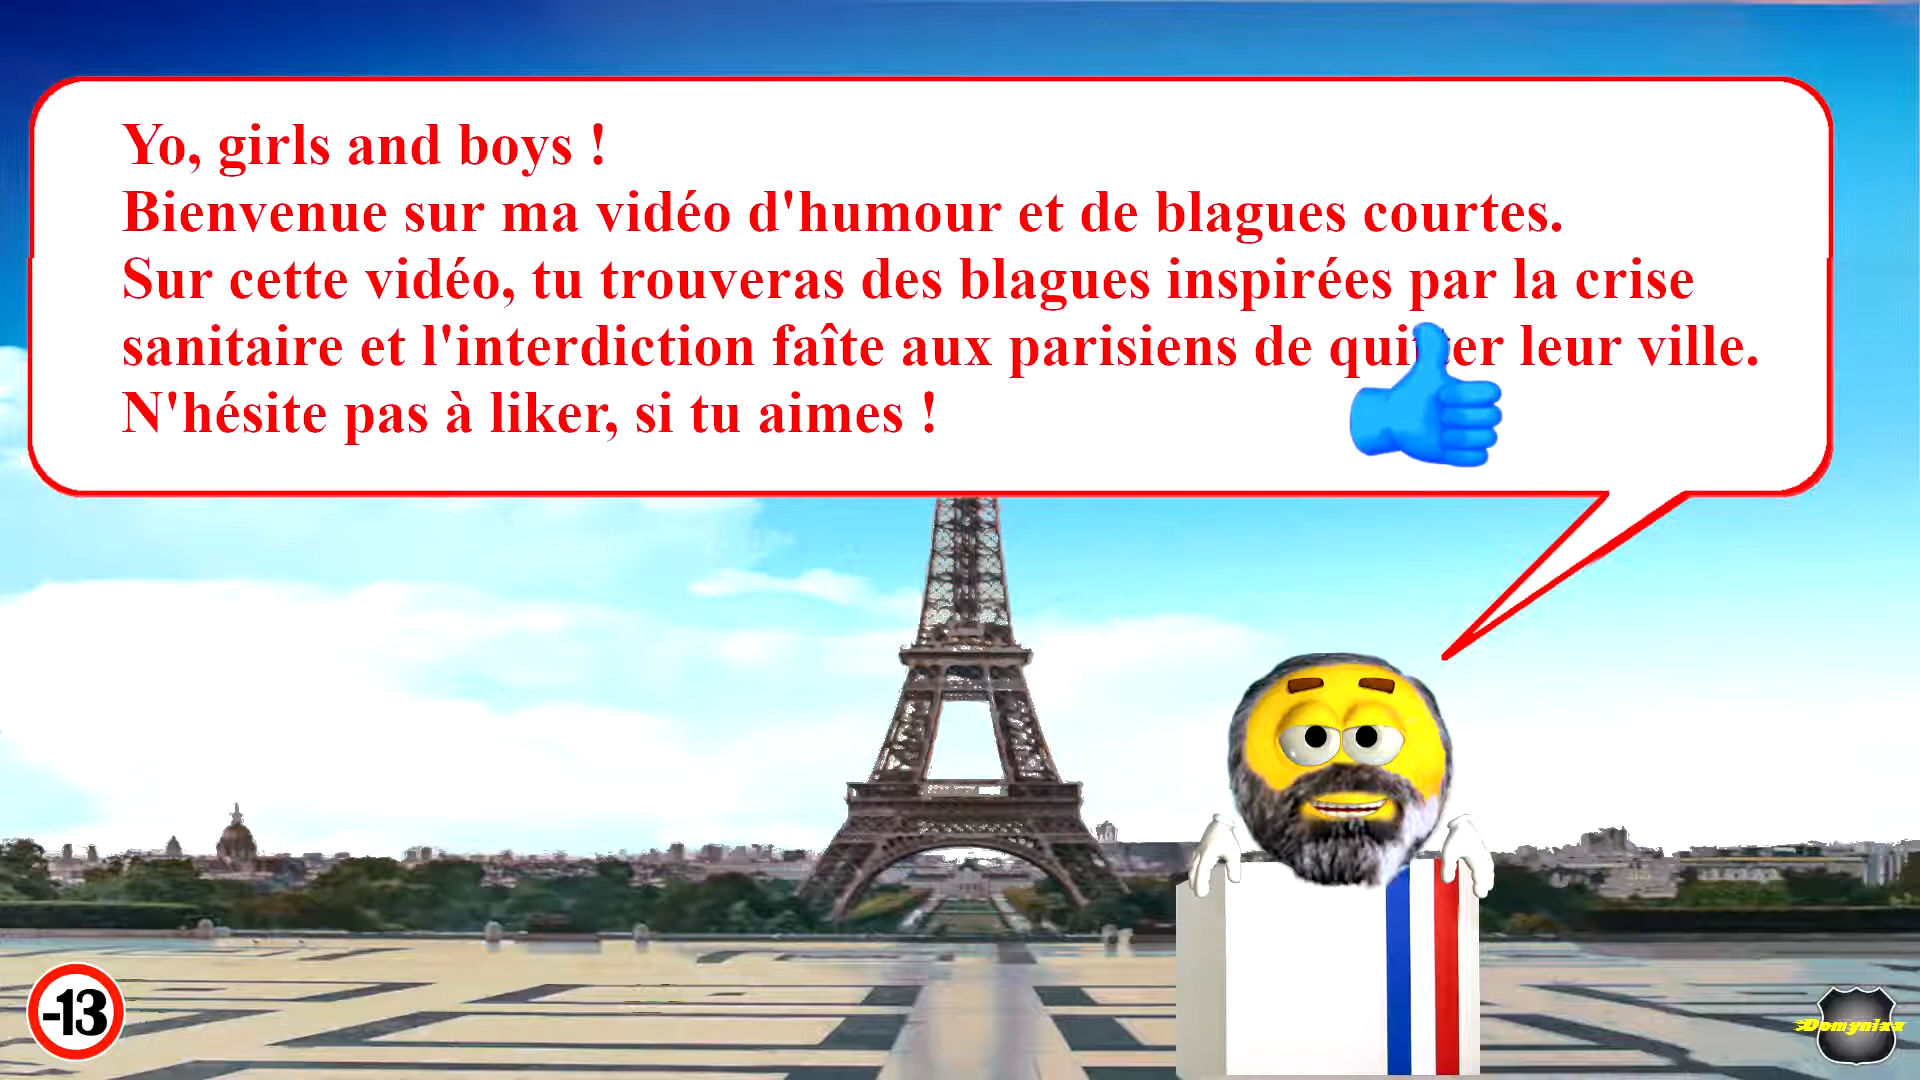 Yo, girls and boys !
Bienvenue sur ma vidéo d'humour et de blagues courtes.
Sur cette vidéo, tu trouveras des blagues inspirées par la crise
sanitaire et l'interdiction faîte aux parisiens de quitter leur ville.
N'hésite pas à liker, si tu aimes !
-13
Domynixx